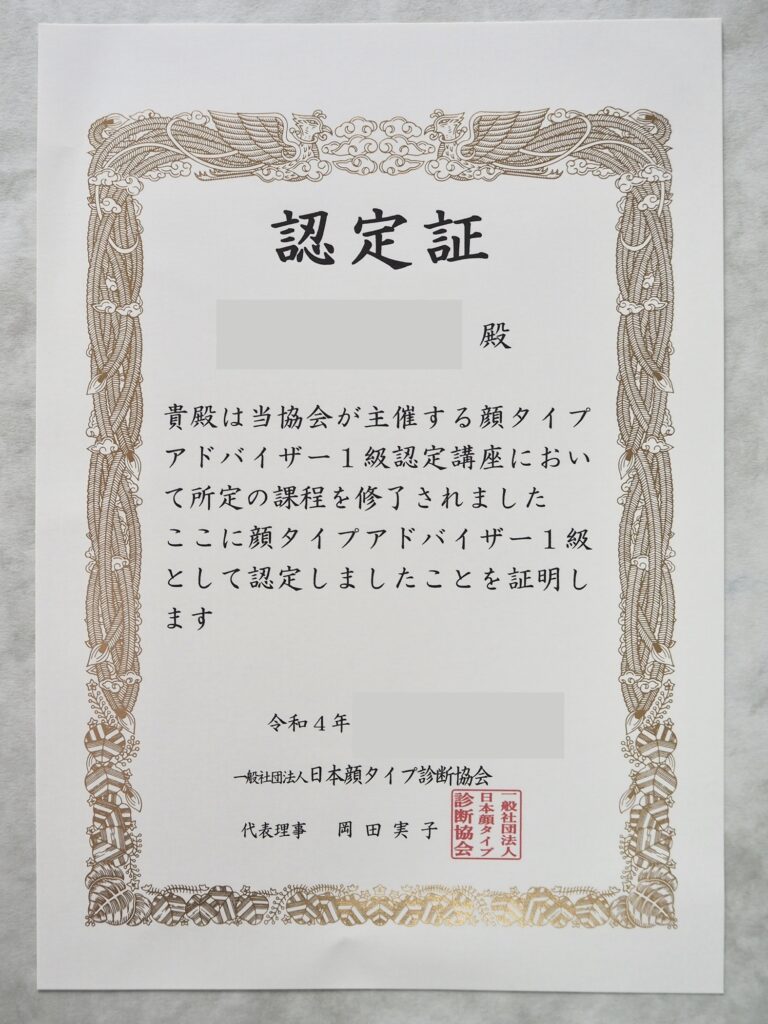 認定証
殿
貴殿は当協会が主催する顔タイプ
アドバイザー１級認定講座におい
て所定の課程を修了されました
ここに顔タイプアドバイザー１級
として認定しましたことを証明し
ます
令和４年
一般社団法人日本顔タイプ診断協会
代表理事 岡田実子
一般社団法人
日本顔タイプ
診断協会